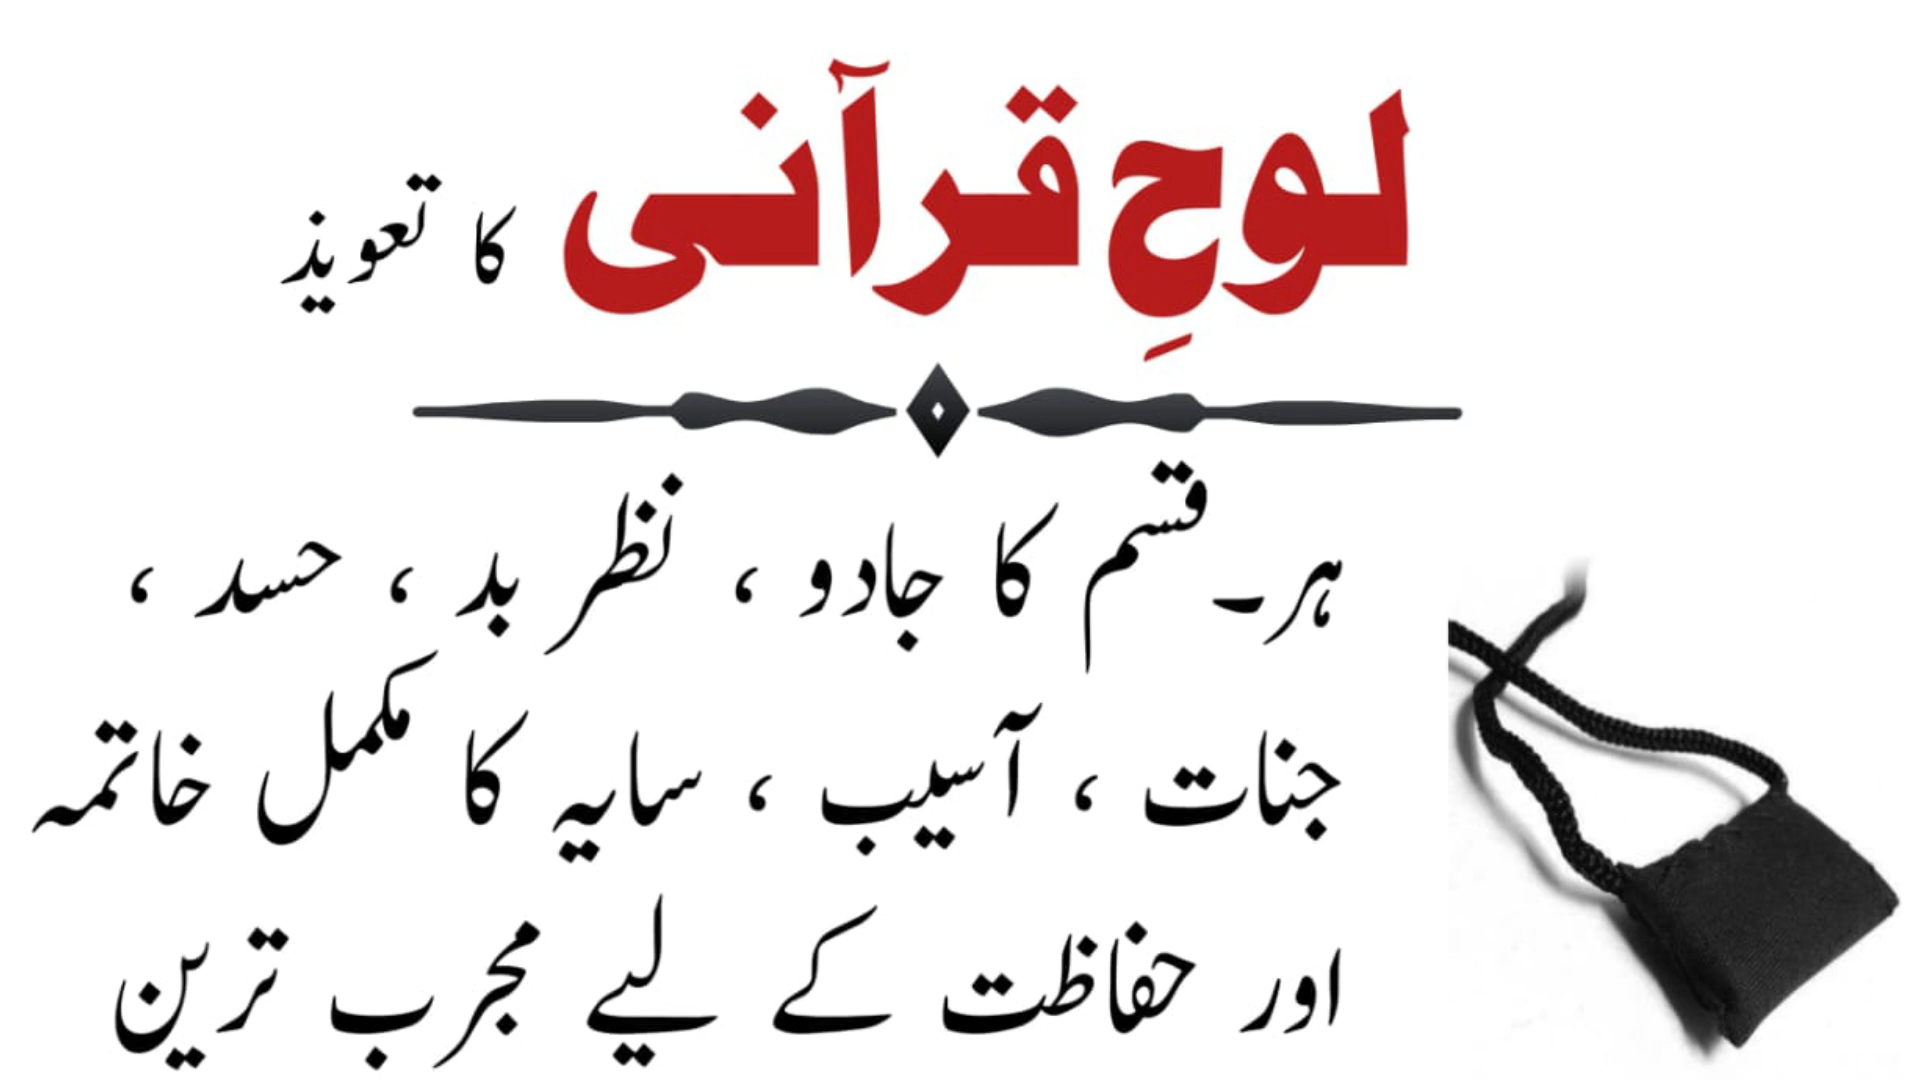 لوحِ قرآنی کا تعویذ
ہر۔قسم کا جادو ، نظر بد ، حسد ،
جنات ، آسیب ، سایہ کا مکمل خاتمہ
اور حفاظت کے لیے مجرب ترین